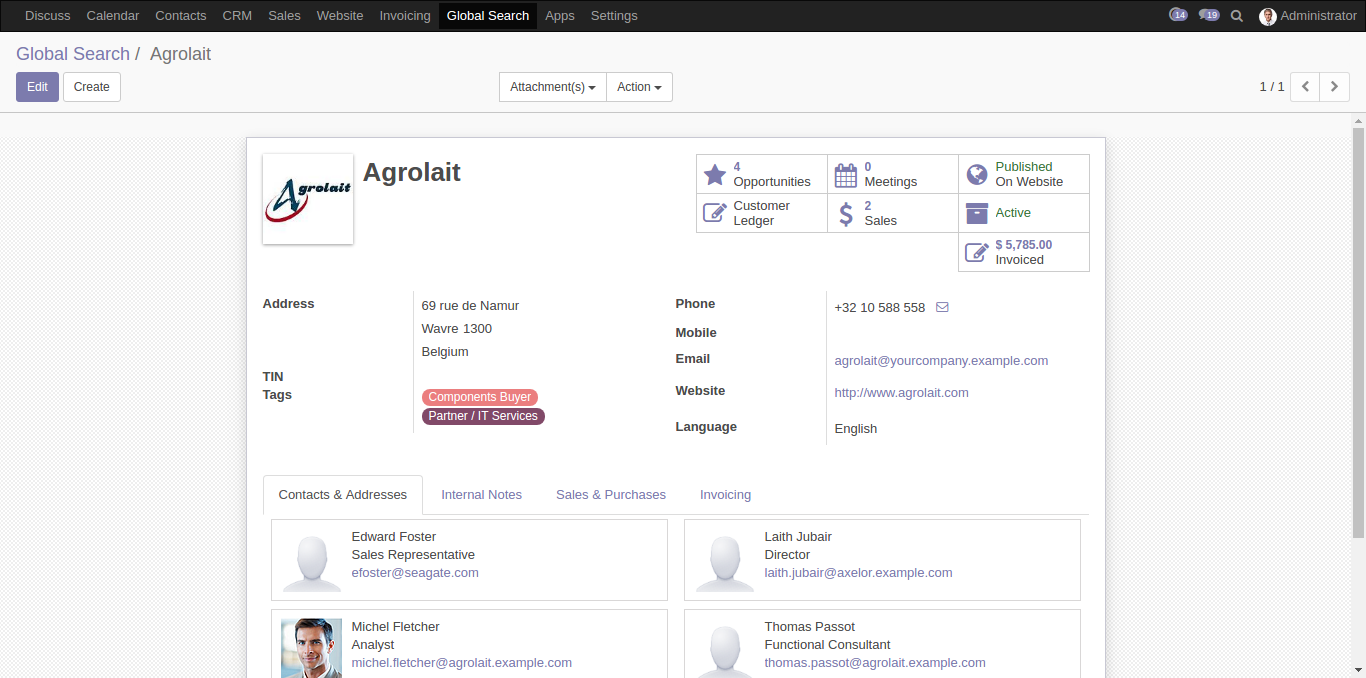 Discuss Calendar Contacts CRM Sales Website Invoicing Global Search Apps Settings 14 19 Administrator
Global Search / Agrolait
Edit Create Attachment(s) Action 1 / 1
Agrolait
Agrolait
4 Opportunities
0 Meetings
Published On Website
Customer Ledger
2 Sales
Active
$ 5,785.00 Invoiced
Address
69 rue de Namur
Wavre 1300
Belgium
TIN
Tags
Components Buyer
Partner / IT Services
Phone +32 10 588 558
Mobile
Email agrolait@yourcompany.example.com
Website http://www.agrolait.com
Language English
Contacts & Addresses Internal Notes Sales & Purchases Invoicing
Edward Foster
Sales Representative
efoster@seagate.com
Laith Jubair
Director
laith.jubair@axelor.example.com
Michel Fletcher
Analyst
michel.fletcher@agrolait.example.com
Thomas Passot
Functional Consultant
thomas.passot@agrolait.example.com